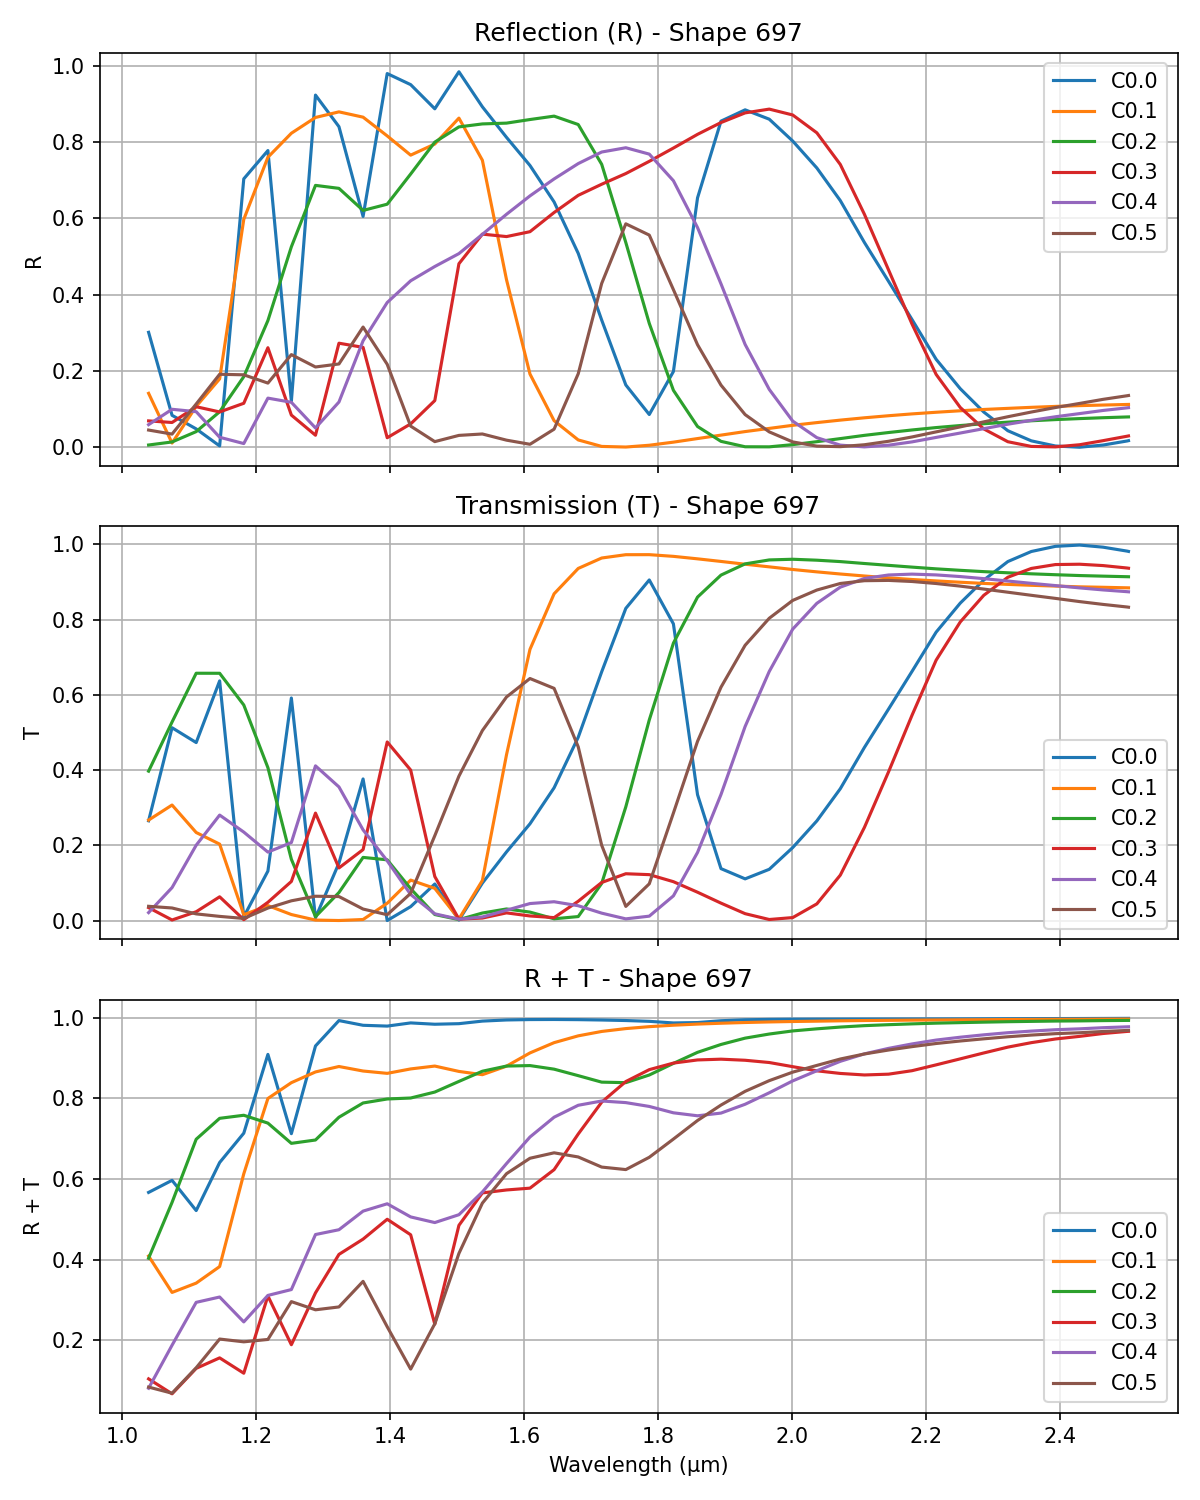 Reflection (R) - Shape 697
1.0
0.8
0.6
0.4
0.2
0.0
R
C0.0
C0.1
C0.2
C0.3
C0.4
C0.5
Transmission (T) - Shape 697
1.0
0.8
0.6
0.4
0.2
0.0
T
C0.0
C0.1
C0.2
C0.3
C0.4
C0.5
R + T - Shape 697
1.0
0.8
0.6
0.4
0.2
R + T
C0.0
C0.1
C0.2
C0.3
C0.4
C0.5
1.0 1.2 1.4 1.6 1.8 2.0 2.2 2.4
Wavelength (μm)